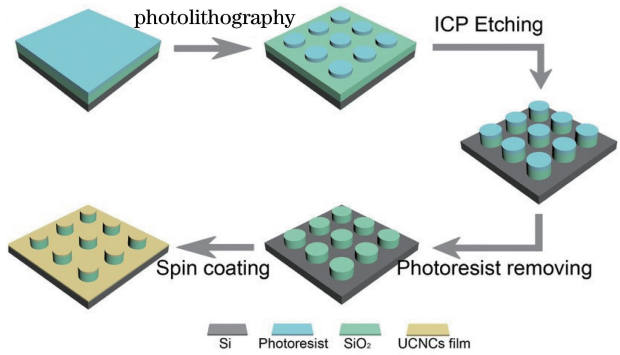 photolithography
ICP Etching
Photoresist removing
Spin coating
Si Photoresist SiO₂ UCNCs film